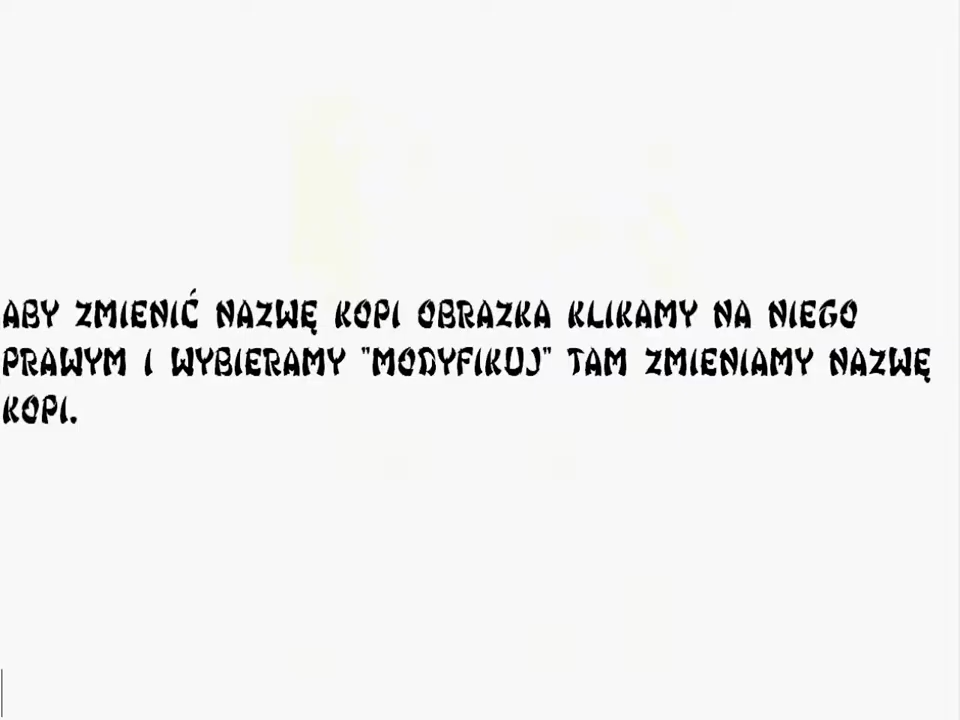 ABY ZMIENIĆ NAZWĘ KOPI OBRAZKA KLIKAMY NA NIEGO
PRAWYM I WYBIERAMY "MODYFIKUJ" TAM ZMIENIAMY NAZWĘ
KOPI.